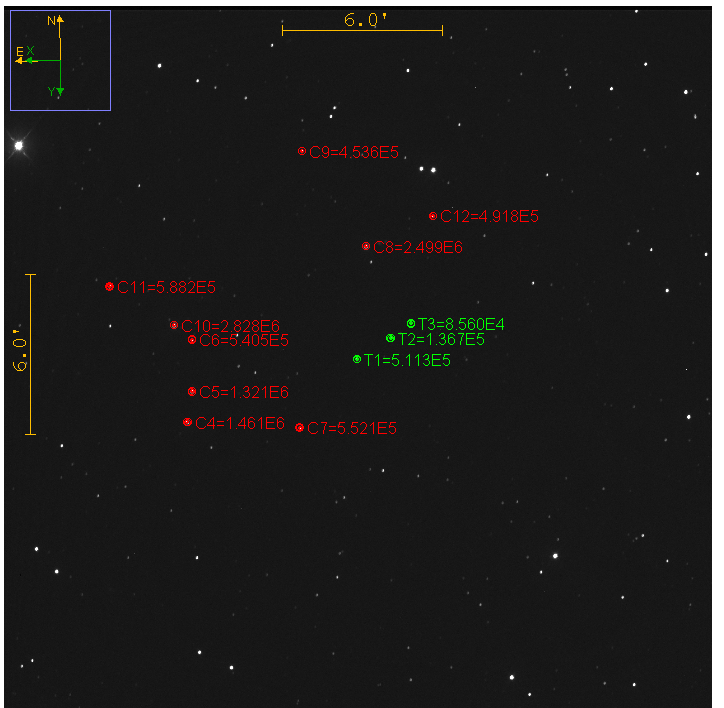 6.0'
N
E X
Y
C9=4.536E5
C12=4.918E5
C8=2.499E6
C11=5.882E5
C10=2.828E6
T3=8.560E4
C6=5.405E5
T2=1.367E5
T1=5.113E5
6.0'
C5=1.321E6
C4=1.461E6
C7=5.521E5